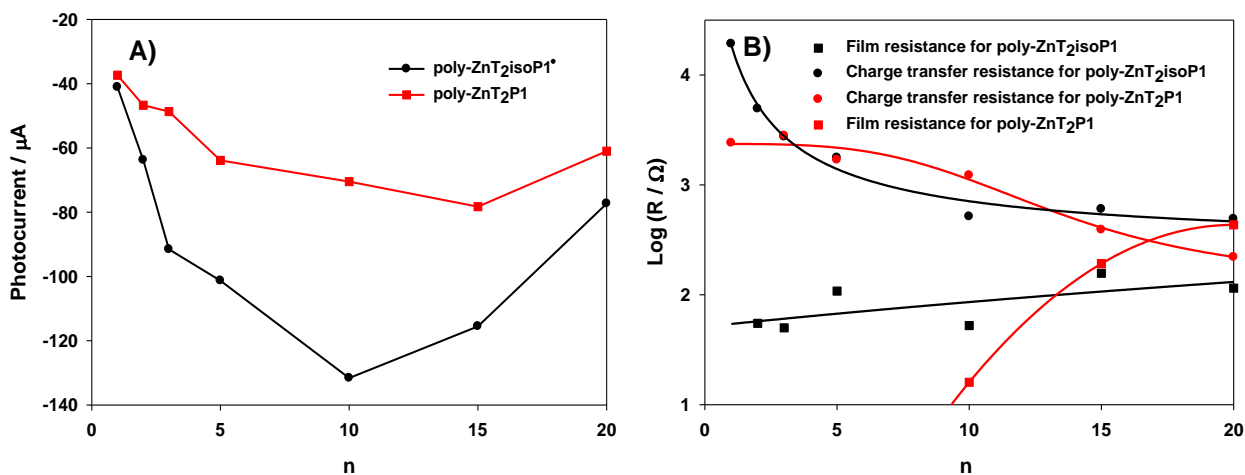 A)
poly-ZnT2isoP1•
poly-ZnT2P1
Photocurrent / µA
-20
-40
-60
-80
-100
-120
-140
0
5
10
15
20
n
B)
Film resistance for poly-ZnT2isoP1
Charge transfer resistance for poly-ZnT2isoP1
Charge transfer resistance for poly-ZnT2P1
Film resistance for poly-ZnT2P1
Log (R / Ω)
4
3
2
1
0
5
10
15
20
n